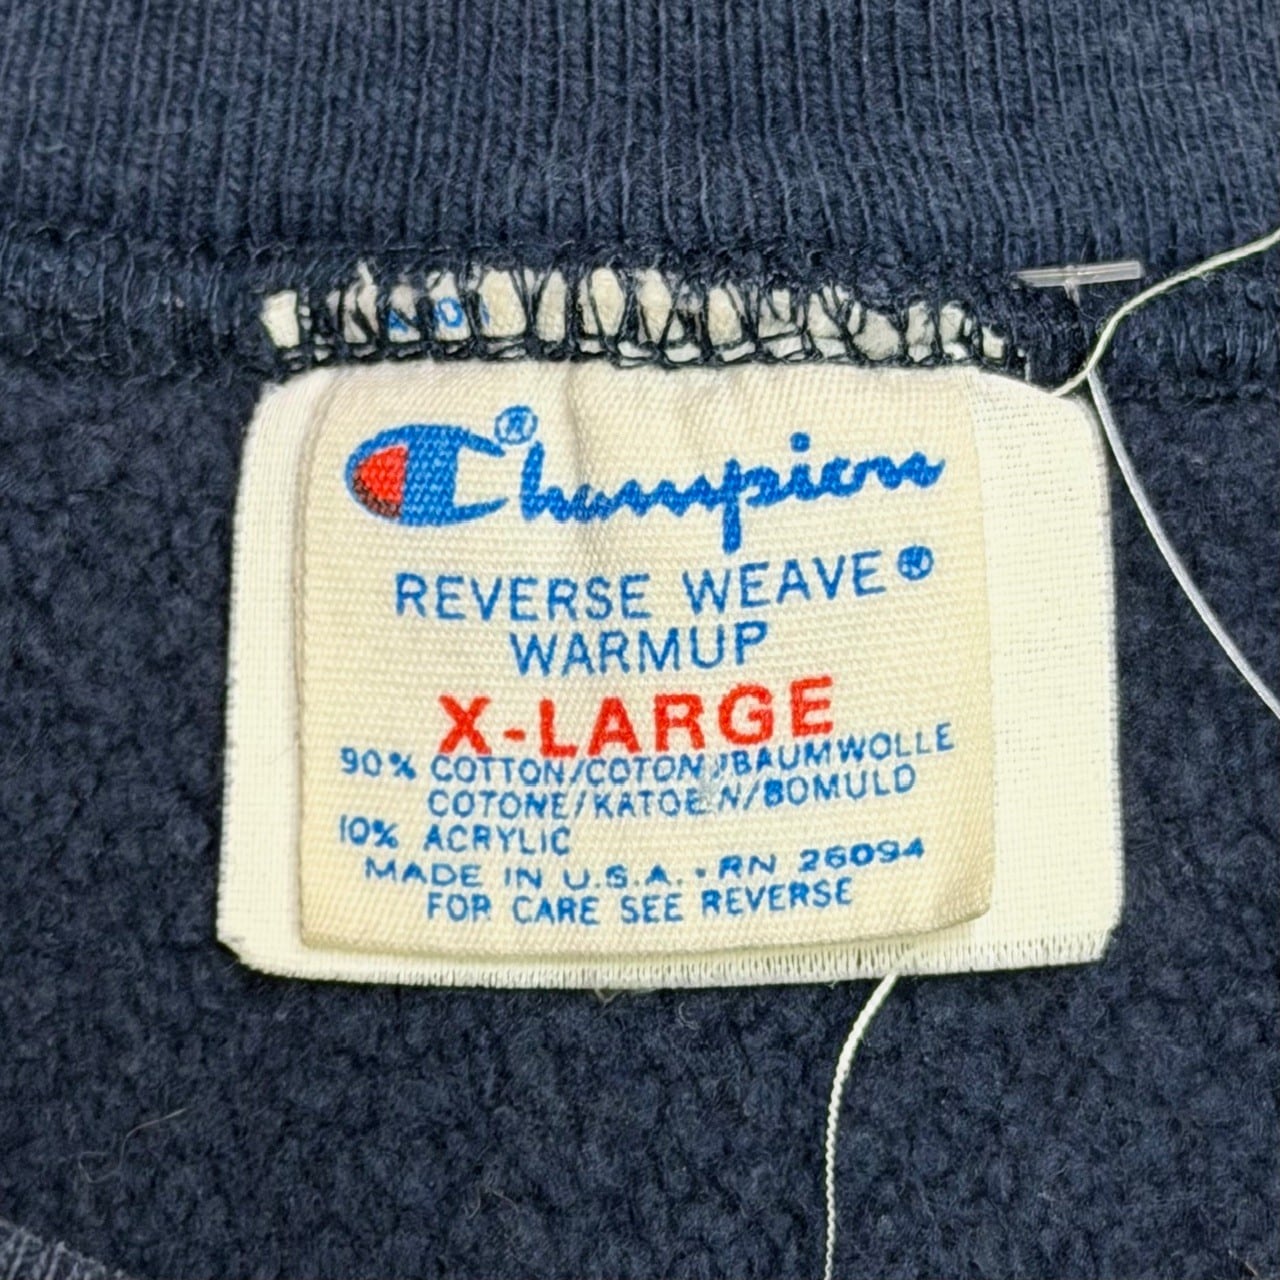 Champion®
REVERSE WEAVE®
WARMUP
X-LARGE
90% COTTON/COTON/BAUMWOLLE
COTONE/KATOEN/BOMULD
10% ACRYLIC
MADE IN U.S.A. • RN 26094
FOR CARE SEE REVERSE